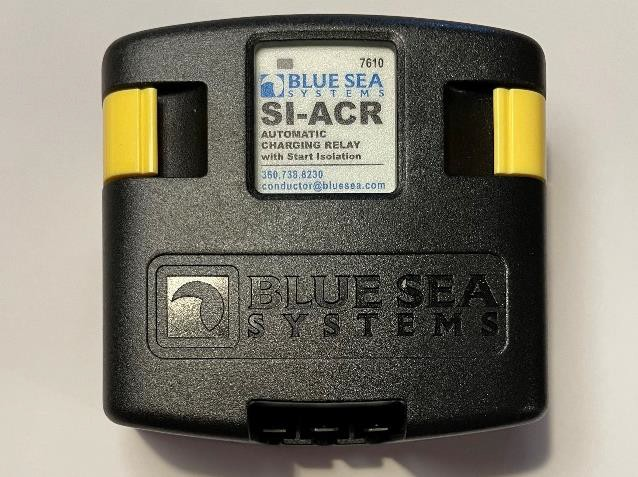 7610
BLUE SEA
SYSTEMS
SI-ACR
AUTOMATIC
CHARGING RELAY
with Start Isolation
360.738.8230
conductor@bluesea.com
BLUE SEA
SYSTEMS